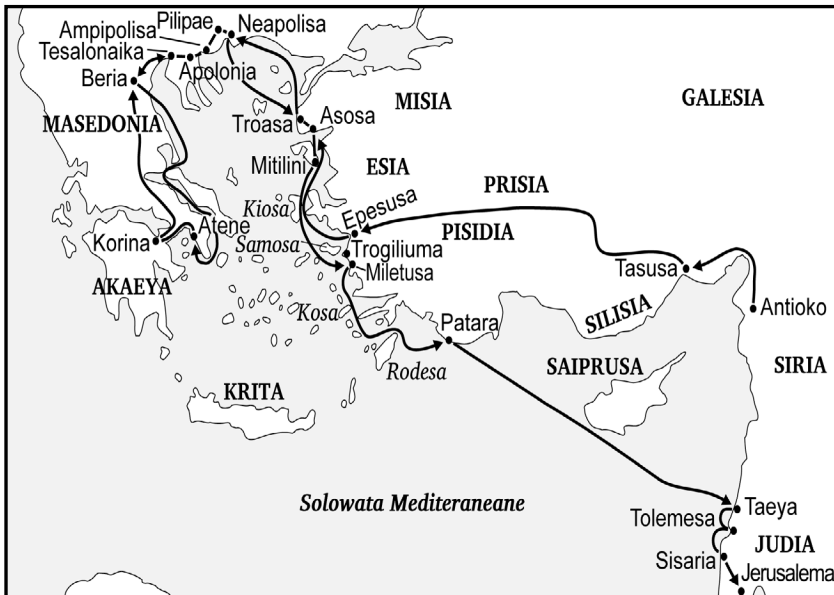 Pilipae
Neapolisa
Ampipolisa
Tesalonaika
Apolonia
Beria
MISIA
GALESIA
MASEDONIA
Troasa
Asosa
Mitilini
ESIA
PRISIA
Kiosa
Epesusa
PISIDIA
Atene
Korina
Samosa
Trogiliuma
Miletusa
Tasusa
AKAEYA
Kosa
Patara
SILISIA
Antioko
Rodesa
SAIPRUSA
SIRIA
KRITA
Solowata Mediteraneane
Taeya
Tolemesa
JUDIA
Sisaria
Jerusalema